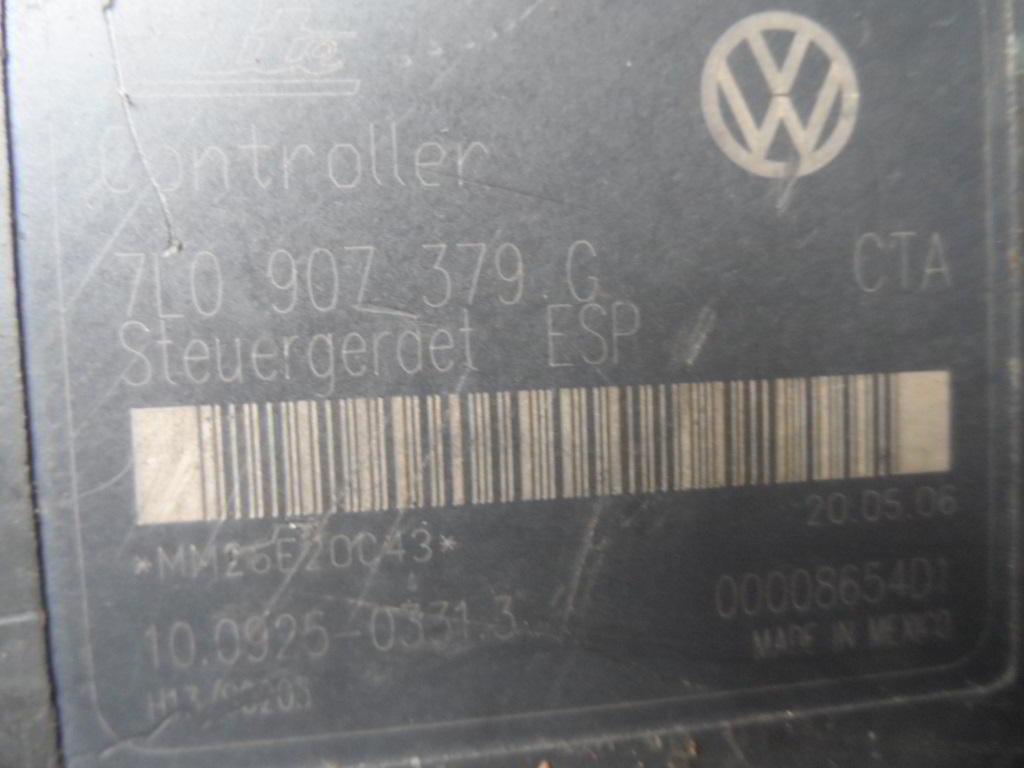 Controller
7L0 907 379 G CTA
Steuergeraet ESP
20.05.06
*MM26E20C43*
10.0925-0331.3
00008654D1
MADE IN MEXICO